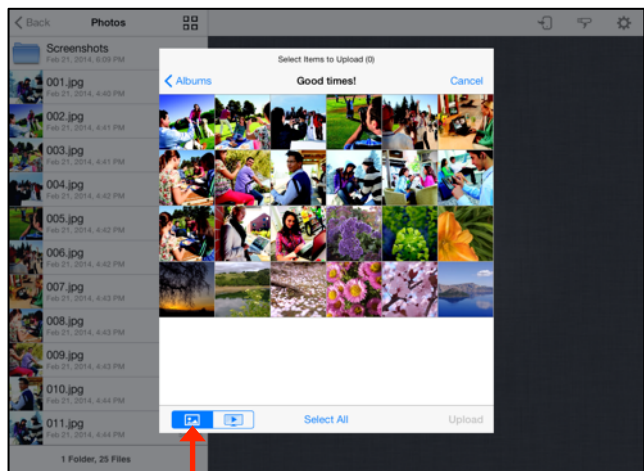 Back
Photos
Screenshots
Feb 21, 2014, 6:09 PM
001.jpg
Feb 21, 2014, 4:40 PM
002.jpg
Feb 21, 2014, 4:41 PM
003.jpg
Feb 21, 2014, 4:41 PM
004.jpg
Feb 21, 2014, 4:42 PM
005.jpg
Feb 21, 2014, 4:42 PM
006.jpg
Feb 21, 2014, 4:42 PM
007.jpg
Feb 21, 2014, 4:43 PM
008.jpg
Feb 21, 2014, 4:43 PM
009.jpg
Feb 21, 2014, 4:43 PM
010.jpg
Feb 21, 2014, 4:44 PM
011.jpg
Feb 21, 2014, 4:44 PM
1 Folder, 25 Files
Select Items to Upload (0)
Albums
Good times!
Cancel
Select All
Upload